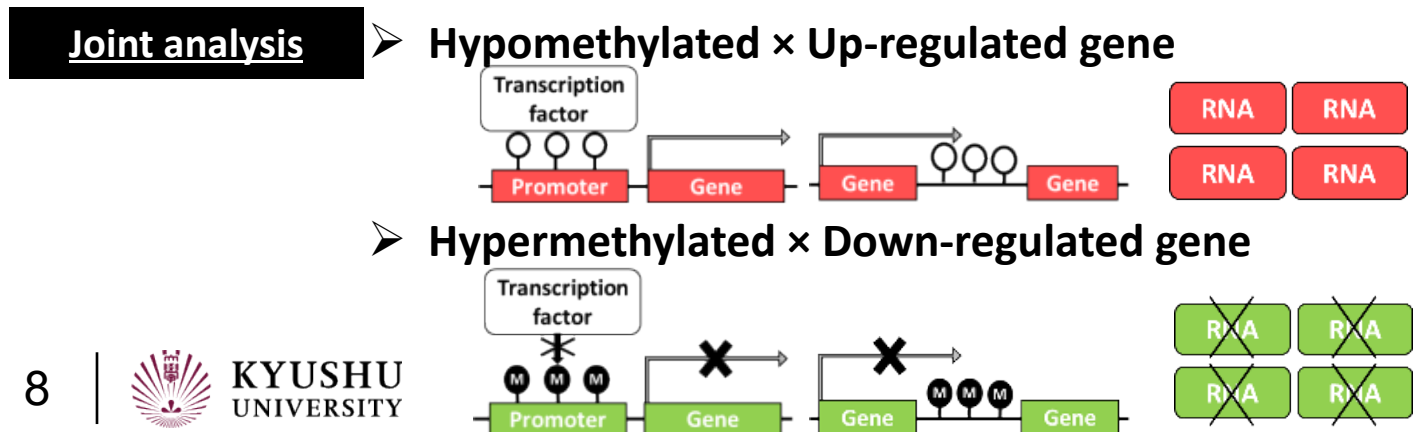 Joint analysis
➢ Hypomethylated × Up-regulated gene
Transcription
factor
Promoter Gene Gene Gene
RNA RNA
RNA RNA
➢ Hypermethylated × Down-regulated gene
Transcription
factor
M M M M M M
Promoter Gene Gene Gene
RNA RNA
RNA RNA
8
KYUSHU
UNIVERSITY